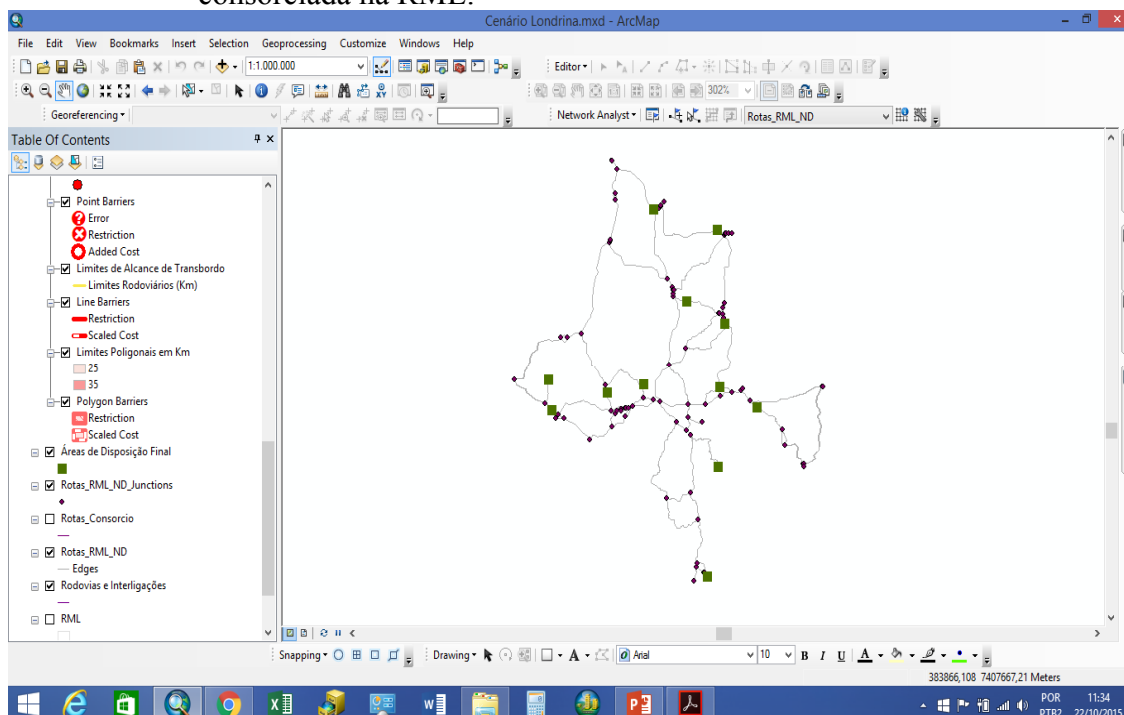 consorciada na RML.
Cenário Londrina.mxd - ArcMap
File Edit View Bookmarks Insert Selection Geoprocessing Customize Windows Help
1:1.000.000
Editor
302%
Georeferencing
Network Analyst
Rotas_RML_ND
Table Of Contents
Point Barriers
Error
Restriction
Added Cost
Limites de Alcance de Transbordo
Limites Rodoviários (Km)
Line Barriers
Restriction
Scaled Cost
Limites Poligonais em Km
25
35
Polygon Barriers
Restriction
Scaled Cost
Áreas de Disposição Final
Rotas_RML_ND_Junctions
Rotas_Consorcio
Rotas_RML_ND
Edges
Rodovias e Interligações
RML
Snapping
Drawing
A
Arial
10
B I U A
383866,108 7407667,21 Meters
POR 11:34
PTB2 22/10/2015